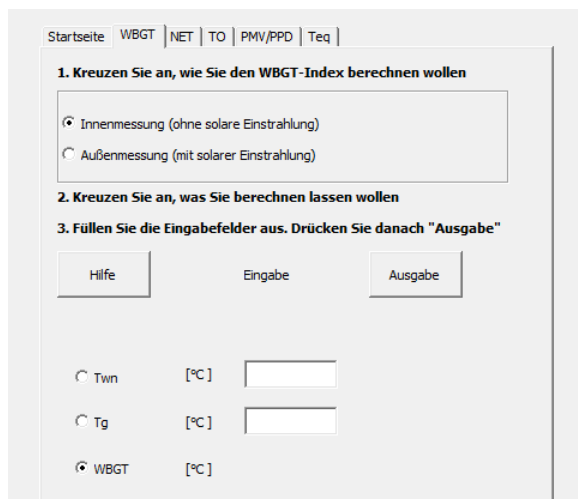 Startseite WBGT NET TO PMV/PPD Teq
1. Kreuzen Sie an, wie Sie den WBGT-Index berechnen wollen
Innenmessung (ohne solare Einstrahlung)
Außenmessung (mit solarer Einstrahlung)
2. Kreuzen Sie an, was Sie berechnen lassen wollen
3. Füllen Sie die Eingabefelder aus. Drücken Sie danach "Ausgabe"
Hilfe Eingabe Ausgabe
Twn [°C ]
Tg [°C ]
WBGT [°C ]